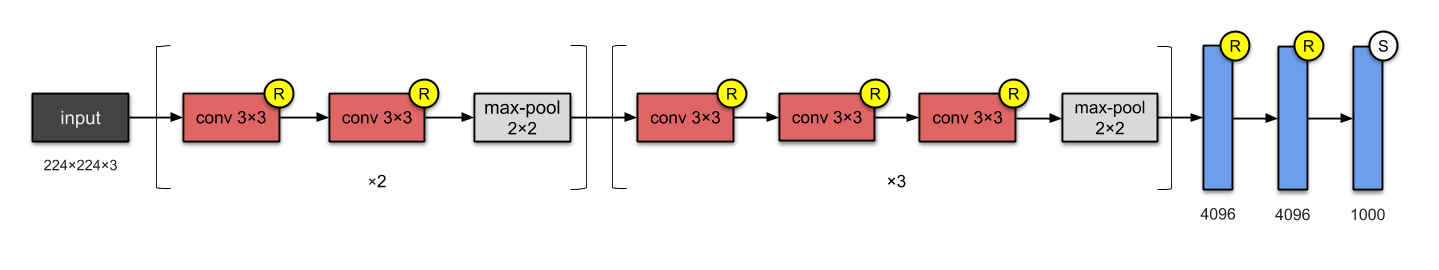 input
224×224×3
conv 3×3
R
conv 3×3
R
max-pool
2×2
×2
conv 3×3
R
conv 3×3
R
conv 3×3
R
max-pool
2×2
×3
R
4096
R
4096
S
1000